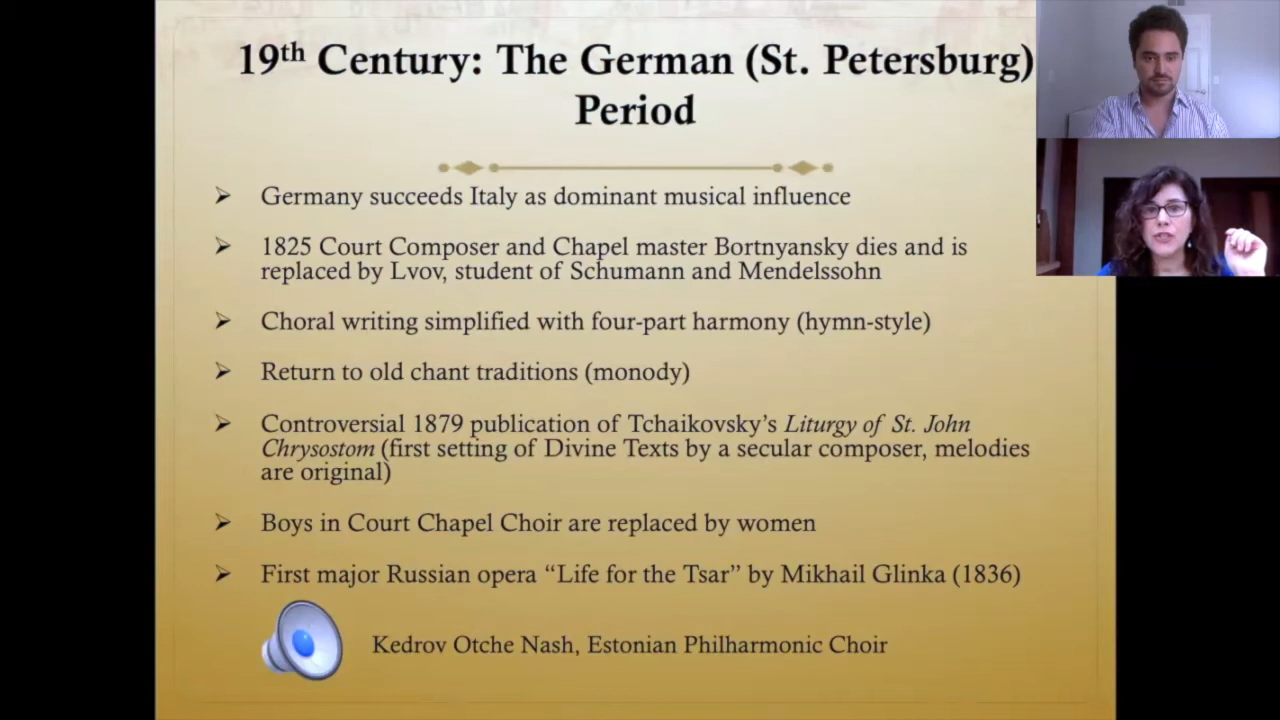 19th Century: The German (St. Petersburg)
Period
Germany succeeds Italy as dominant musical influence
1825 Court Composer and Chapel master Bortnyansky dies and is
replaced by Lvov, student of Schumann and Mendelssohn
Choral writing simplified with four-part harmony (hymn-style)
Return to old chant traditions (monody)
Controversial 1879 publication of Tchaikovsky's Liturgy of St. John
Chrysostom (first setting of Divine Texts by a secular composer, melodies
are original)
Boys in Court Chapel Choir are replaced by women
First major Russian opera “Life for the Tsar” by Mikhail Glinka (1836)
Kedrov Otche Nash, Estonian Philharmonic Choir